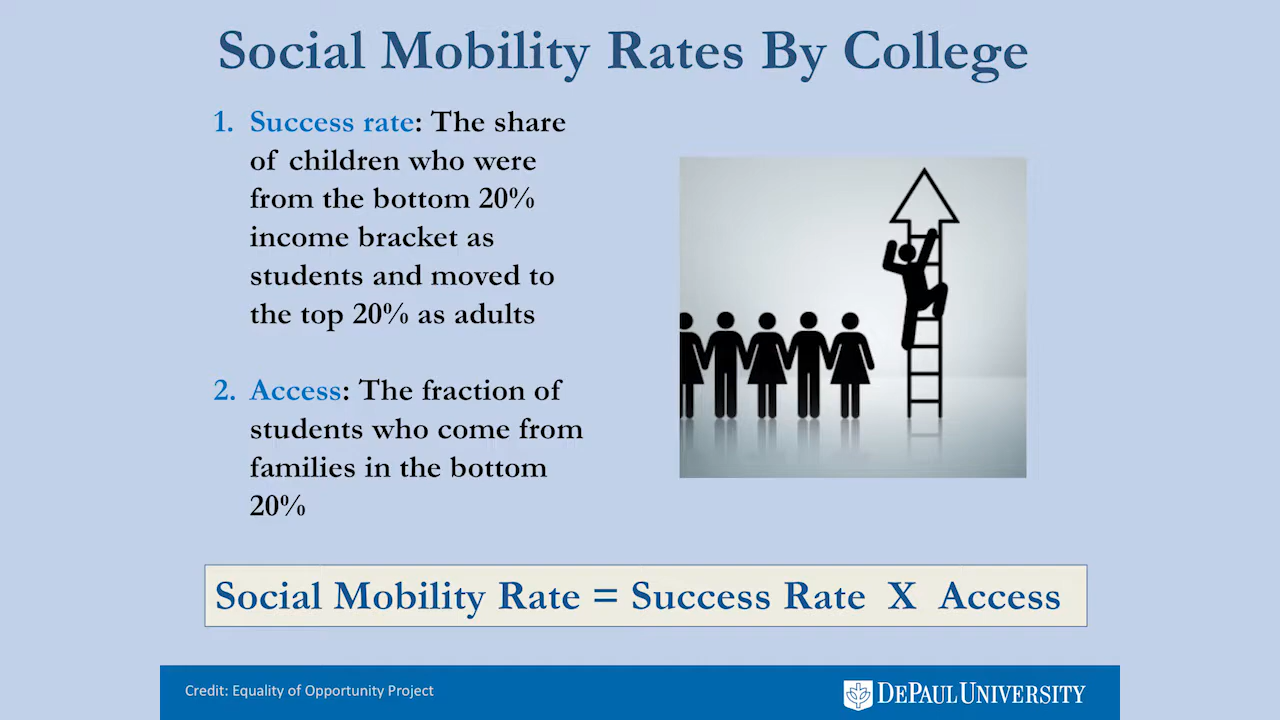 Social Mobility Rates By College
1. Success rate: The share
of children who were
from the bottom 20%
income bracket as
students and moved to
the top 20% as adults
2. Access: The fraction of
students who come from
families in the bottom
20%
Social Mobility Rate = Success Rate X Access
Credit: Equality of Opportunity Project
DEPAUL UNIVERSITY